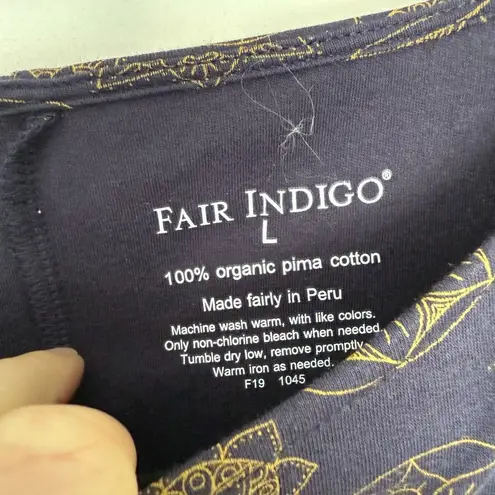 FAIR INDIGO®
L
100% organic pima cotton
Made fairly in Peru
Machine wash warm, with like colors.
Only non-chlorine bleach when needed.
Tumble dry low, remove promptly.
Warm iron as needed.
F19 1045